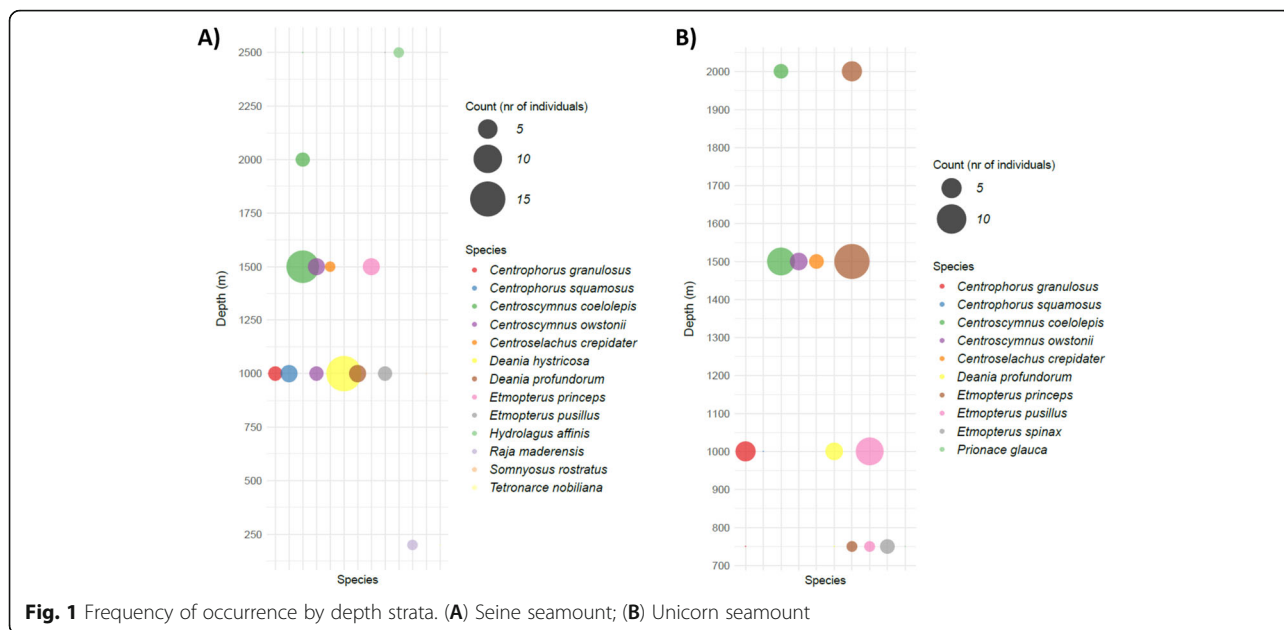 A)
2500
2250
2000
1750
1500
1250
1000
750
500
250
Depth (m)
Species
Count (nr of individuals)
5
10
15
Species
Centrophorus granulosus
Centrophorus squamosus
Centroscymnus coelolepis
Centroscymnus owstonii
Centroselachus crepidater
Deania hystricosa
Deania profundorum
Etmopterus princeps
Etmopterus pusillus
Hydrolagus affinis
Raja maderensis
Somnyosus rostratus
Tetronarce nobiliana
B)
2000
1900
1800
1700
1600
1500
1400
1300
1200
1100
1000
900
800
700
Depth (m)
Species
Count (nr of individuals)
5
10
Species
Centrophorus granulosus
Centrophorus squamosus
Centroscymnus coelolepis
Centroscymnus owstonii
Centroselachus crepidater
Deania profundorum
Etmopterus princeps
Etmopterus pusillus
Etmopterus spinax
Prionace glauca
Fig. 1 Frequency of occurrence by depth strata. (A) Seine seamount; (B) Unicorn seamount